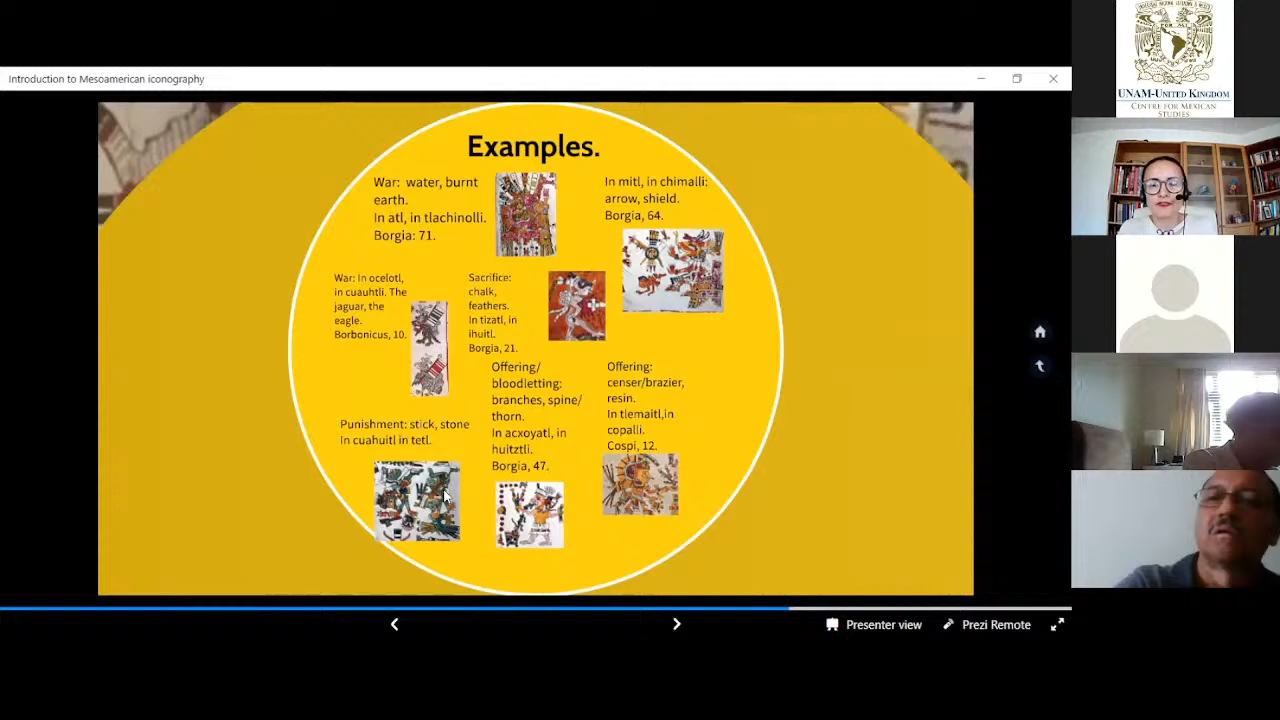 Introduction to Mesoamerican iconography
Examples.
War: water, burnt
earth.
In atl, in tlachinolli.
Borgia: 71.
In mitl, in chimalli:
arrow, shield.
Borgia, 64.
War: In ocelotl,
in cuauhtli. The
jaguar, the
eagle.
Borbonicus, 10.
Sacrifice:
chalk,
feathers.
In tizatl, in
ihuitl.
Borgia, 21.
Offering/
bloodletting:
branches, spine/
thorn.
In acxoyatl, in
huitztli.
Borgia, 47.
Offering:
censer/brazier,
resin.
In tlemaitl,in
copalli.
Cospi, 12.
Punishment: stick, stone
In cuahuitl in tetl.
Presenter view
Prezi Remote
UNAM-UNITED KINGDOM
CENTRE FOR MEXICAN
STUDIES